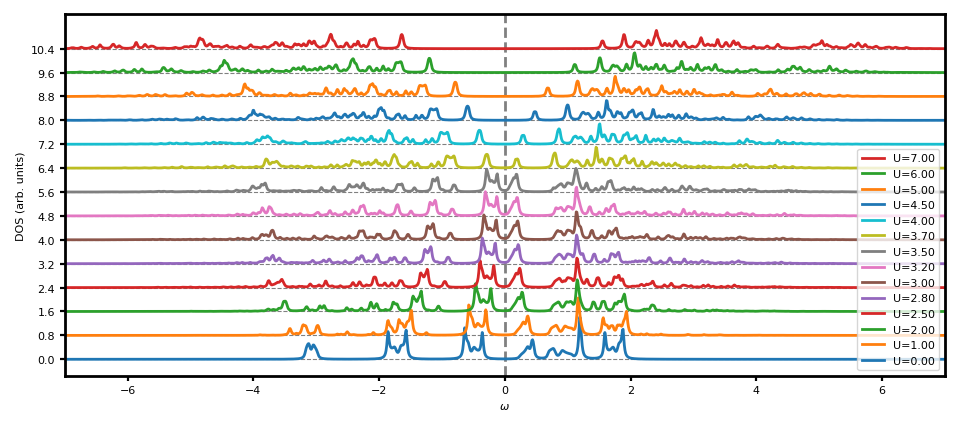 10.4
9.6
8.8
8.0
7.2
6.4
5.6
4.8
4.0
3.2
2.4
1.6
0.8
0.0
DOS (arb. units)
−6
−4
−2
0
2
4
6
ω
U=7.00
U=6.00
U=5.00
U=4.50
U=4.00
U=3.70
U=3.50
U=3.20
U=3.00
U=2.80
U=2.50
U=2.00
U=1.00
U=0.00